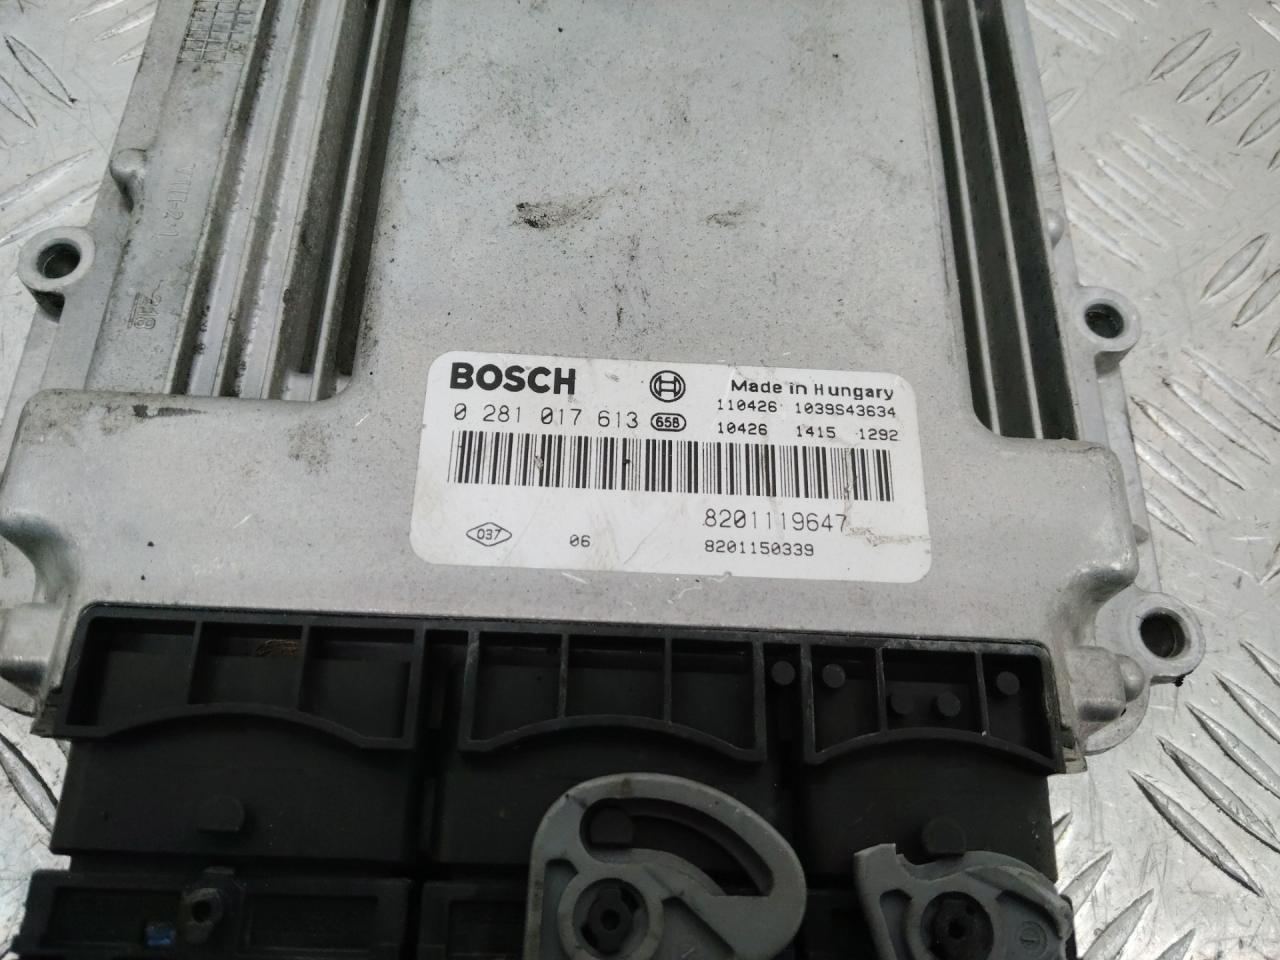 BOSCH
Made in Hungary
0 281 017 613 658
110426 1039S43634
10426 1415 1292
8201119647
037 06 8201150339